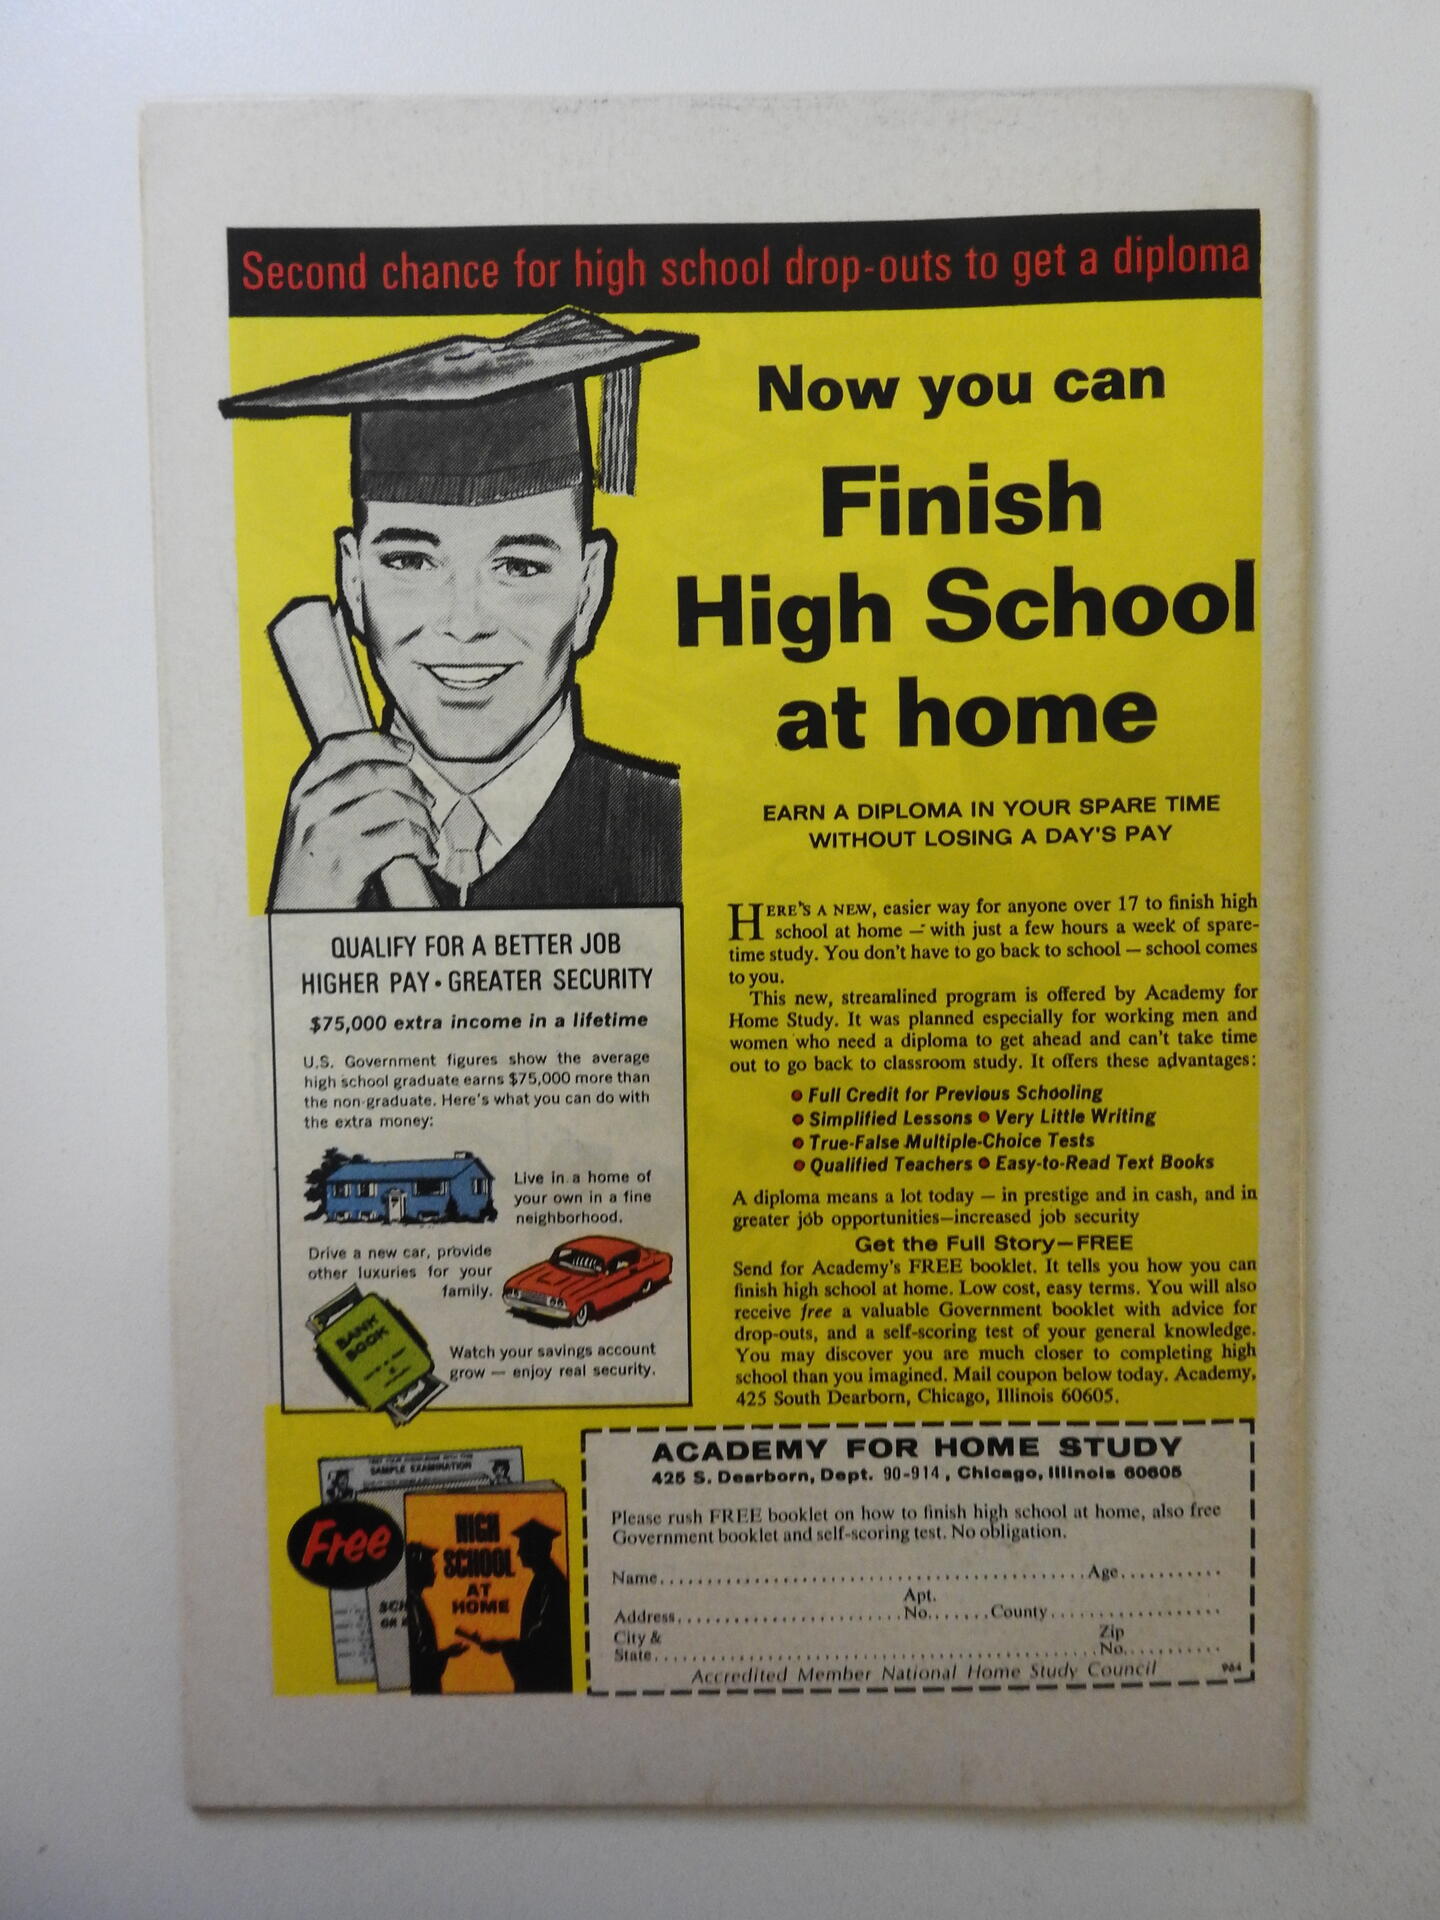 Second chance for high school drop-outs to get a diploma
Now you can
Finish
High School
at home
EARN A DIPLOMA IN YOUR SPARE TIME
WITHOUT LOSING A DAY'S PAY
HERE'S A NEW, easier way for anyone over 17 to finish high
school at home — with just a few hours a week of spare-
time study. You don't have to go back to school — school comes
to you.
This new, streamlined program is offered by Academy for
Home Study. It was planned especially for working men and
women who need a diploma to get ahead and can't take time
out to go back to classroom study. It offers these advantages:
• Full Credit for Previous Schooling
• Simplified Lessons • Very Little Writing
• True-False Multiple-Choice Tests
• Qualified Teachers • Easy-to-Read Text Books
A diploma means a lot today — in prestige and in cash, and in
greater job opportunities—increased job security
Get the Full Story—FREE
Send for Academy's FREE booklet. It tells you how you can
finish high school at home. Low cost, easy terms. You will also
receive free a valuable Government booklet with advice for
drop-outs, and a self-scoring test of your general knowledge.
You may discover you are much closer to completing high
school than you imagined. Mail coupon below today. Academy,
425 South Dearborn, Chicago, Illinois 60605.
QUALIFY FOR A BETTER JOB
HIGHER PAY • GREATER SECURITY
$75,000 extra income in a lifetime
U.S. Government figures show the average
high school graduate earns $75,000 more than
the non-graduate. Here's what you can do with
the extra money:
Live in a home of
your own in a fine
neighborhood.
Drive a new car, provide
other luxuries for your
family.
BANK
BOOK
Watch your savings account
grow — enjoy real security.
SAMPLE EXAMINATION
Free
HIGH
SCHOOL
AT
HOME
ACADEMY FOR HOME STUDY
425 S. Dearborn, Dept. 90-914, Chicago, Illinois 60605
Please rush FREE booklet on how to finish high school at home, also free
Government booklet and self-scoring test. No obligation.
Name.......................................................Age............
Apt.
Address............................No.......County.....................
City & Zip
State.......................................................No...........
Accredited Member National Home Study Council 964